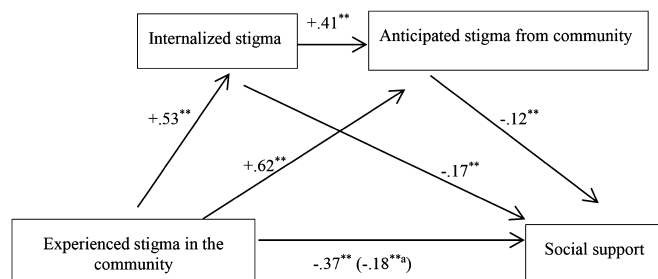 +.41**
Internalized stigma
Anticipated stigma from community
+.53**
+.62**
-.17**
-.12**
Experienced stigma in the
community
-.37** (-.18**a)
Social support